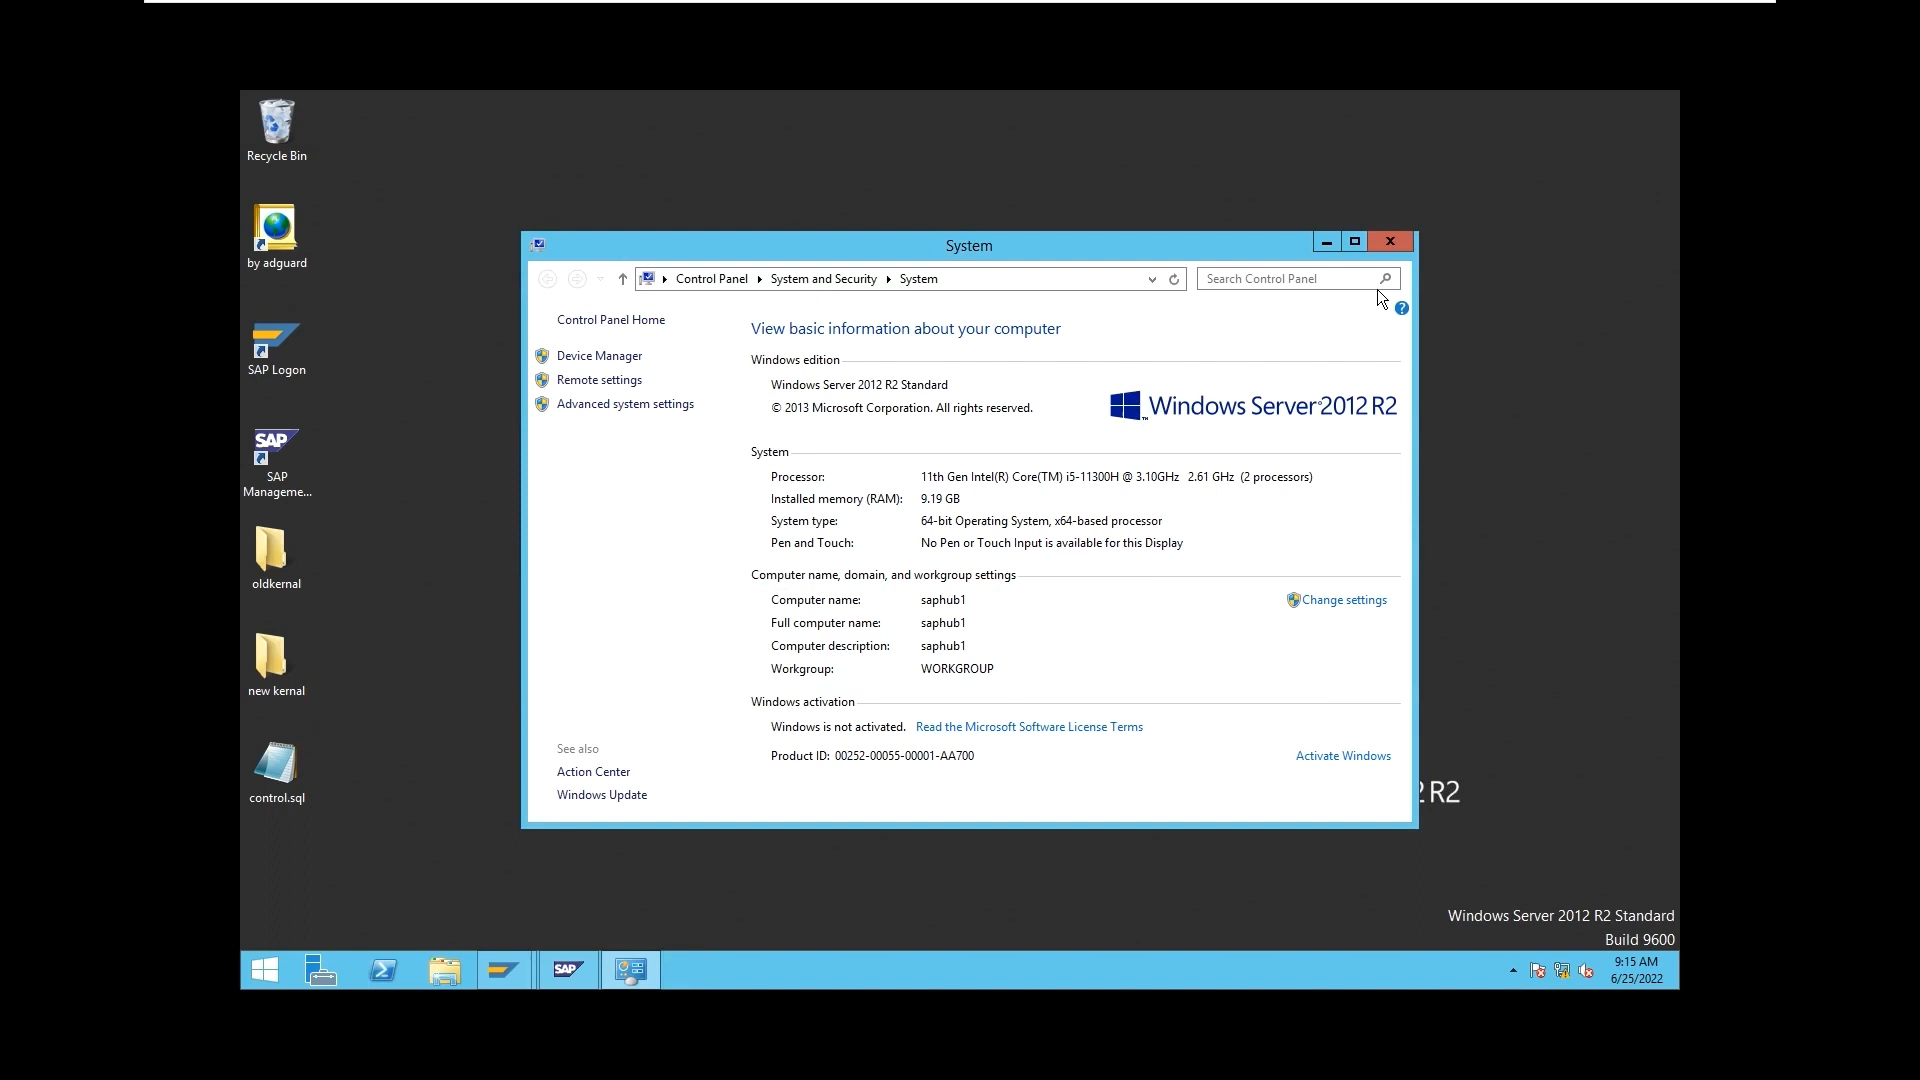 Recycle Bin
by adguard
SAP Logon
SAP
SAP
Manageme...
oldkernal
new kernal
control.sql
System
Control Panel System and Security System
Search Control Panel
Control Panel Home
Device Manager
Remote settings
Advanced system settings
See also
Action Center
Windows Update
View basic information about your computer
Windows edition
Windows Server 2012 R2 Standard
© 2013 Microsoft Corporation. All rights reserved.
Windows Server 2012 R2
System
Processor: 11th Gen Intel(R) Core(TM) i5-11300H @ 3.10GHz 2.61 GHz (2 processors)
Installed memory (RAM): 9.19 GB
System type: 64-bit Operating System, x64-based processor
Pen and Touch: No Pen or Touch Input is available for this Display
Computer name, domain, and workgroup settings
Computer name: saphub1 Change settings
Full computer name: saphub1
Computer description: saphub1
Workgroup: WORKGROUP
Windows activation
Windows is not activated. Read the Microsoft Software License Terms
Product ID: 00252-00055-00001-AA700 Activate Windows
2 R2
Windows Server 2012 R2 Standard
Build 9600
SAP
9:15 AM
6/25/2022